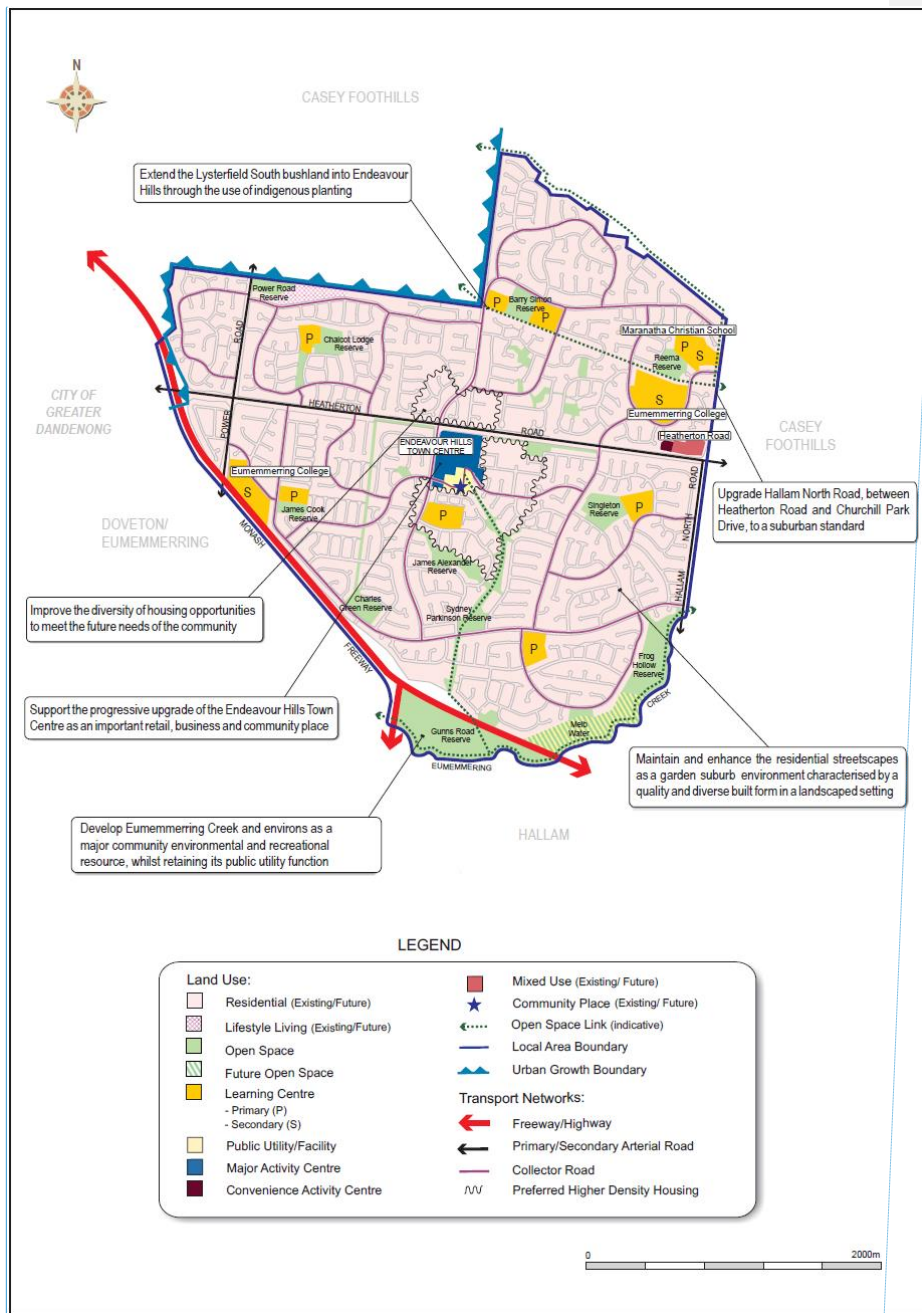 N
CASEY FOOTHILLS
Extend the Lysterfield South bushland into Endeavour
Hills through the use of indigenous planting
Power Road
Reserve
P
Barry Simon
Reserve
P
Maranatha Christian School
P
S
Reema
Reserve
ROAD
P
Chalcot Lodge
Reserve
S
Eumemmerring College
CITY OF
GREATER
DANDENONG
HEATHERTON
ROAD
POWER
ENDEAVOUR HILLS
TOWN CENTRE
Heatherton Road
CASEY
FOOTHILLS
Eumemmerring College
S
P
James Cook
Reserve
P
Singleton
Reserve
P
ROAD
NORTH
HALLAM
Upgrade Hallam North Road, between
Heatherton Road and Churchill Park
Drive, to a suburban standard
DOVETON/
EUMEMMERRING
MONASH
James Alexander
Reserve
Improve the diversity of housing opportunities
to meet the future needs of the community
Charles
Green Reserve
Sydney
Parkinson Reserve
P
FREEWAY
Frog
Hollow
Reserve
CREEK
Support the progressive upgrade of the Endeavour Hills Town
Centre as an important retail, business and community place
Gunns Road
Reserve
Melb
Water
EUMEMMERRING
Maintain and enhance the residential streetscapes
as a garden suburb environment characterised by a
quality and diverse built form in a landscaped setting
Develop Eumemmerring Creek and environs as a
major community environmental and recreational
resource, whilst retaining its public utility function
HALLAM
LEGEND
Land Use:
Residential (Existing/Future)
Lifestyle Living (Existing/Future)
Open Space
Future Open Space
Learning Centre
- Primary (P)
- Secondary (S)
Public Utility/Facility
Major Activity Centre
Convenience Activity Centre
Mixed Use (Existing/ Future)
Community Place (Existing/ Future)
Open Space Link (indicative)
Local Area Boundary
Urban Growth Boundary
Transport Networks:
Freeway/Highway
Primary/Secondary Arterial Road
Collector Road
Preferred Higher Density Housing
0
2000m